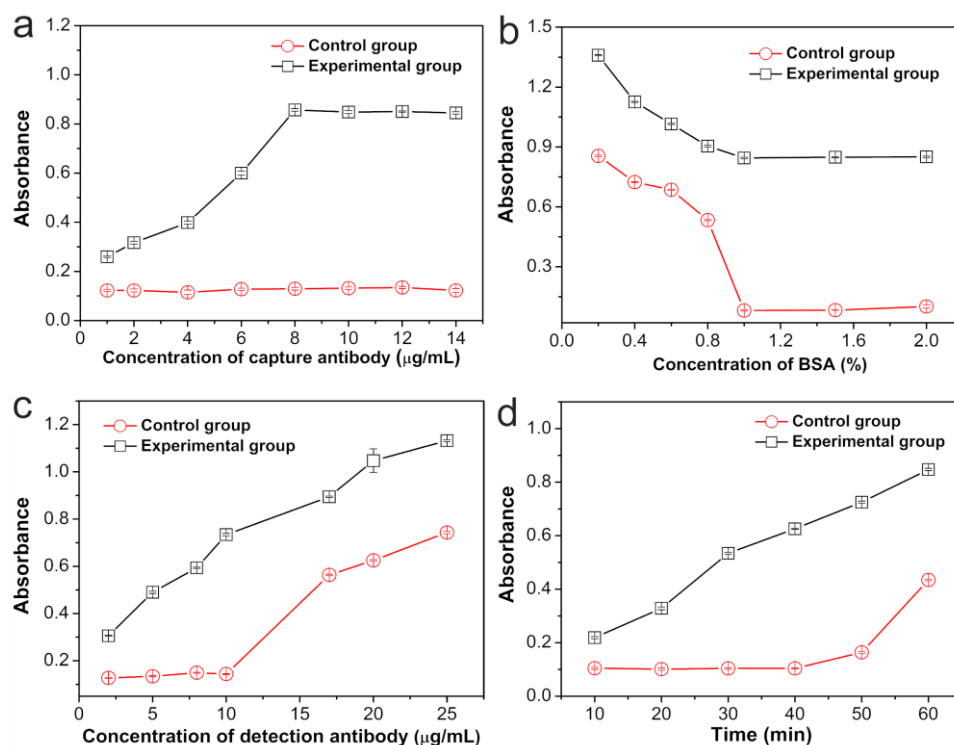 a
1.2
1.0
0.8
0.6
0.4
0.2
0.0
Absorbance
Control group
Experimental group
0 2 4 6 8 10 12 14
Concentration of capture antibody (μg/mL)
b
1.5
1.2
0.9
0.6
0.3
Absorbance
Control group
Experimental group
0.0 0.4 0.8 1.2 1.6 2.0
Concentration of BSA (%)
c
1.2
1.0
0.8
0.6
0.4
0.2
Absorbance
Control group
Experimental group
0 5 10 15 20 25
Concentration of detection antibody (μg/mL)
d
1.0
0.8
0.6
0.4
0.2
0.0
Absorbance
Control group
Experimental group
10 20 30 40 50 60
Time (min)